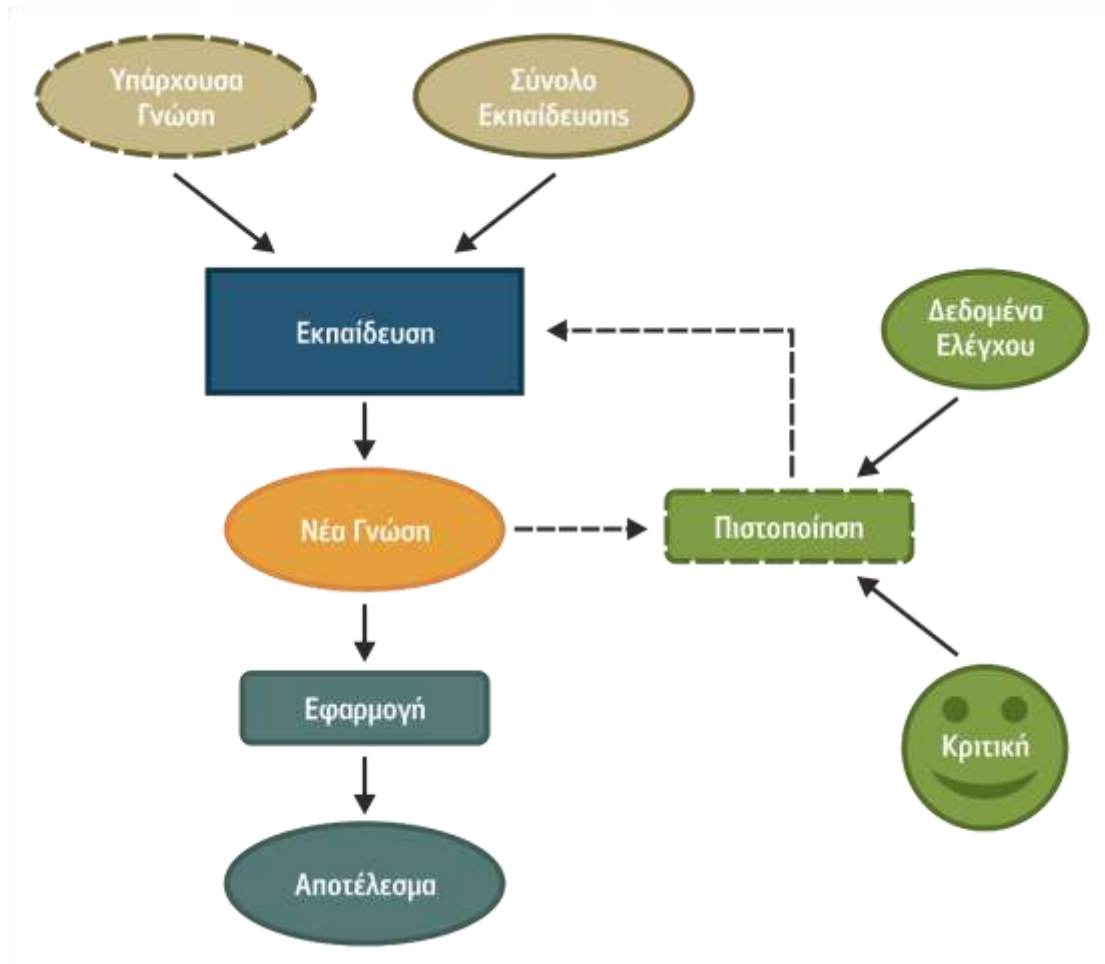 Υπάρχουσα
Γνώση
Σύνολο
Εκπαίδευσης
Εκπαίδευση
Δεδομένα
Ελέγχου
Νέα Γνώση
Πιστοποίηση
Εφαρμογή
Κριτική
Αποτέλεσμα